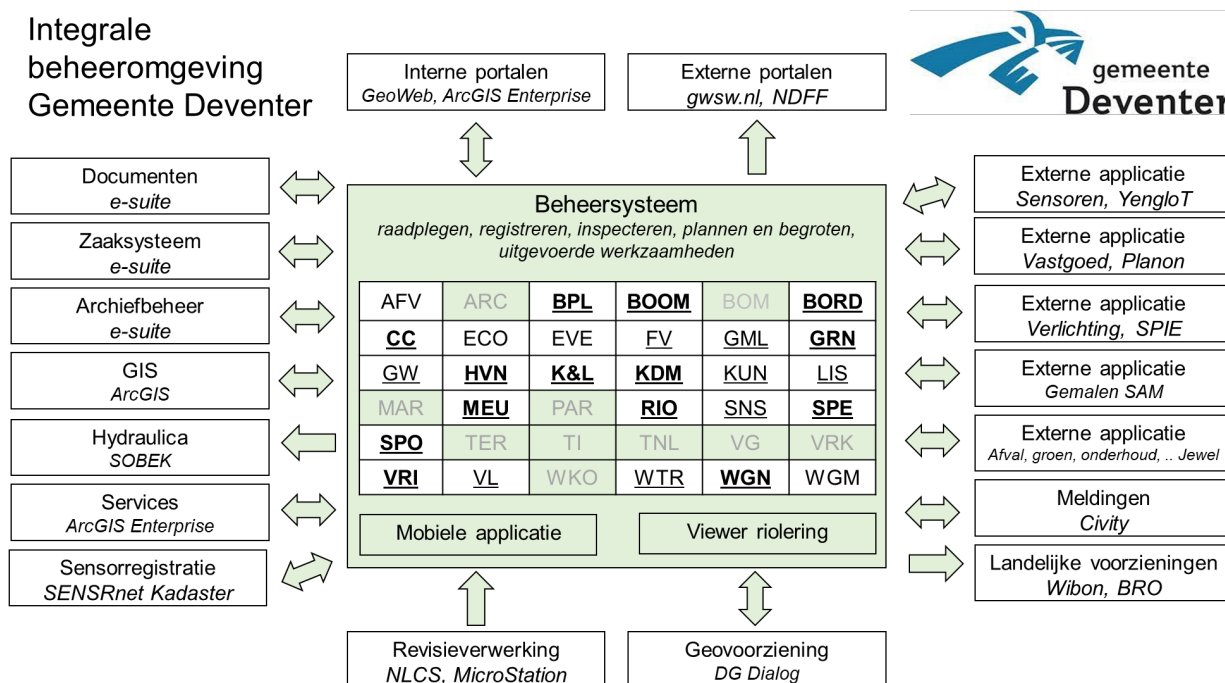 Integrale
beheeromgeving
Gemeente Deventer
Interne portalen
GeoWeb, ArcGIS Enterprise
Externe portalen
gwsw.nl, NDFF
gemeente
Deventer
Documenten
e-suite
Zaaksysteem
e-suite
Archiefbeheer
e-suite
GIS
ArcGIS
Hydraulica
SOBEK
Services
ArcGIS Enterprise
Sensorregistratie
SENSRnet Kadaster
Beheersysteem
raadplegen, registreren, inspecteren, plannen en begroten,
uitgevoerde werkzaamheden
AFV ARC BPL BOOM BOM BORD
CC ECO EVE FV GML GRN
GW HVN K&L KDM KUN LIS
MAR MEU PAR RIO SNS SPE
SPO TER TI TNL VG VRK
VRI VL WKO WTR WGN WGM
Mobiele applicatie
Viewer riolering
Externe applicatie
Sensoren, YengIoT
Externe applicatie
Vastgoed, Planon
Externe applicatie
Verlichting, SPIE
Externe applicatie
Gemalen SAM
Externe applicatie
Afval, groen, onderhoud, .. Jewel
Meldingen
Civity
Landelijke voorzieningen
Wibon, BRO
Revisieverwerking
NLCS, MicroStation
Geovoorziening
DG Dialog